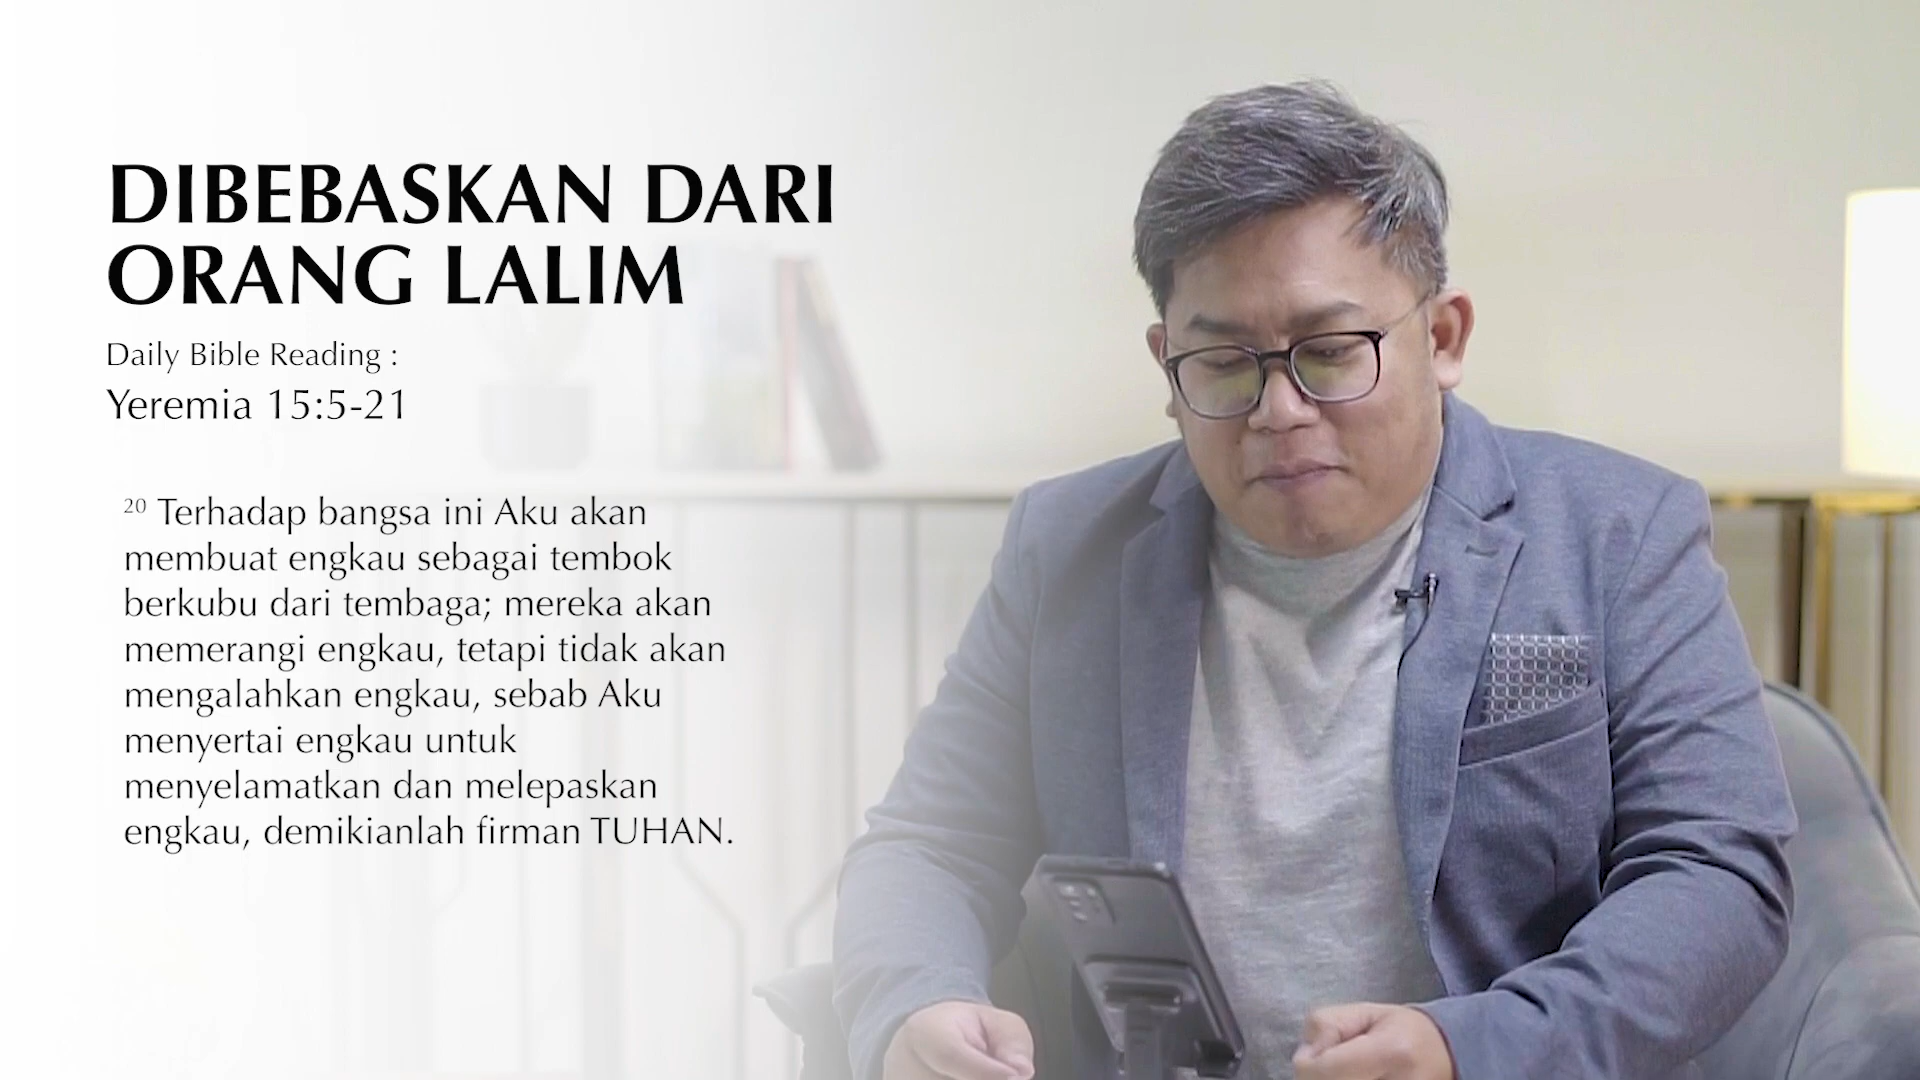 DIBEBASKAN DARI
ORANG LALIM
Daily Bible Reading :
Yeremia 15:5-21
20 Terhadap bangsa ini Aku akan
membuat engkau sebagai tembok
berkubu dari tembaga; mereka akan
memerangi engkau, tetapi tidak akan
mengalahkan engkau, sebab Aku
menyertai engkau untuk
menyelamatkan dan melepaskan
engkau, demikianlah firman TUHAN.